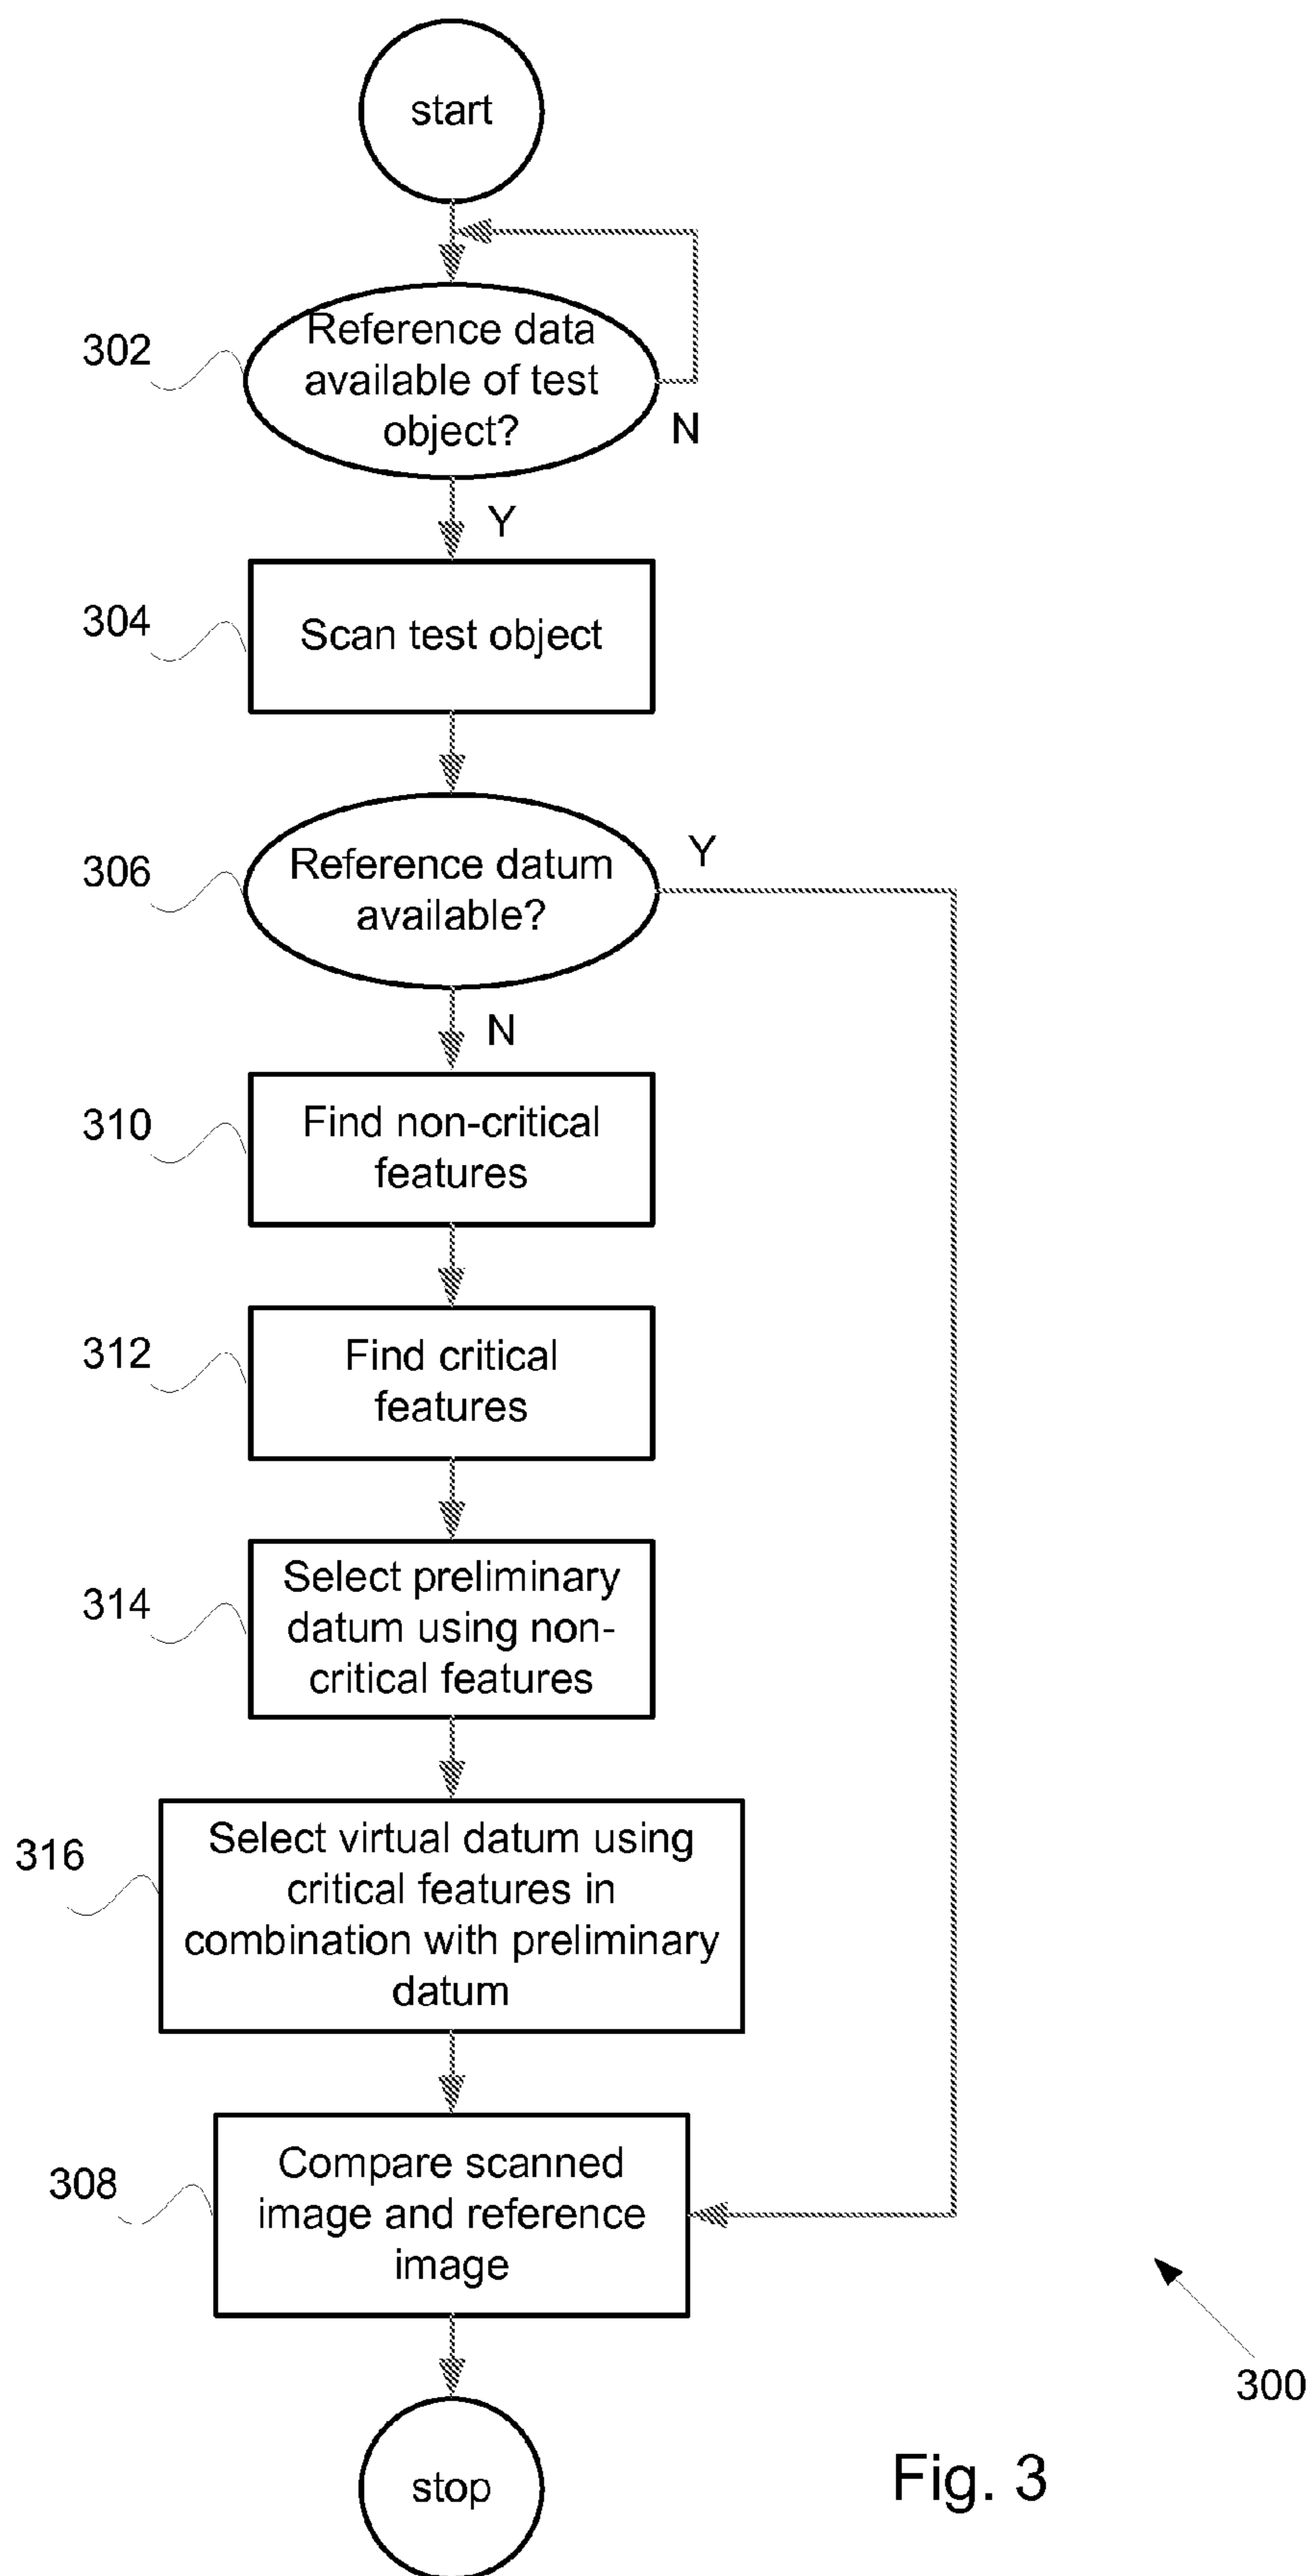 start
302
Reference data
available of test
object?
N
Y
304
Scan test object
306
Reference datum
available?
Y
N
310
Find non-critical
features
312
Find critical
features
314
Select preliminary
datum using non-
critical features
316
Select virtual datum using
critical features in
combination with preliminary
datum
308
Compare scanned
image and reference
image
300
stop
Fig. 3